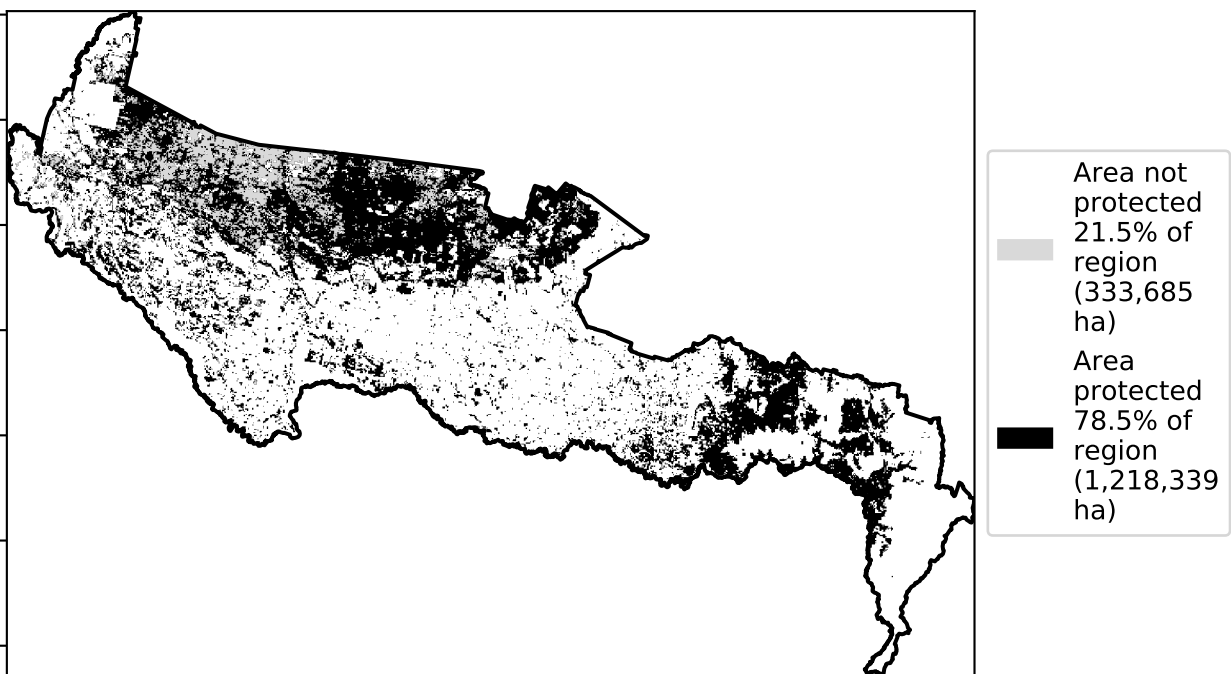 Area not
protected
21.5% of
region
(333,685
ha)
Area
protected
78.5% of
region
(1,218,339
ha)